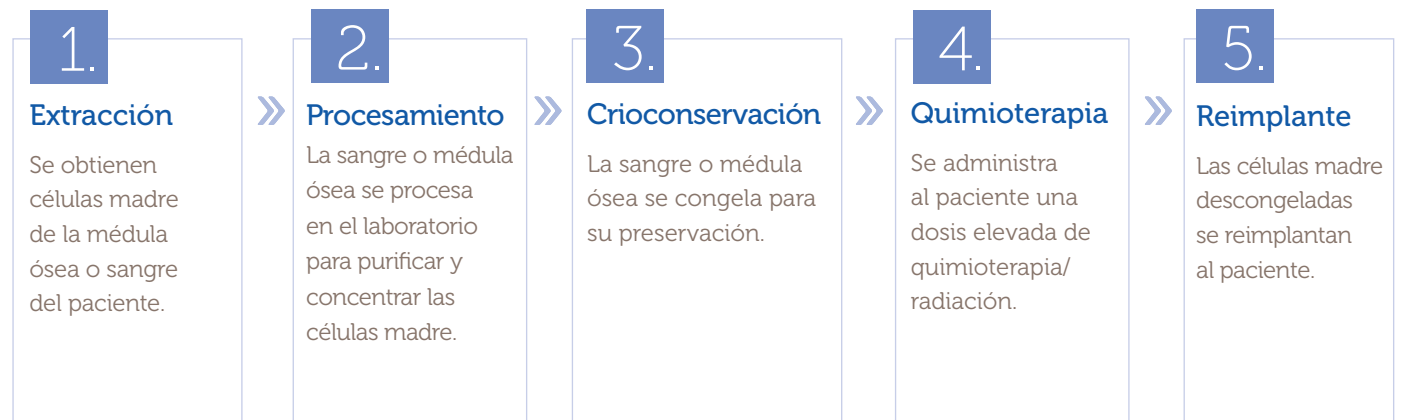 1.
Extracción
Se obtienen
células madre
de la médula
ósea o sangre
del paciente.
2.
Procesamiento
La sangre o médula
ósea se procesa
en el laboratorio
para purificar y
concentrar las
células madre.
3.
Crioconservación
La sangre o médula
ósea se congela para
su preservación.
4.
Quimioterapia
Se administra
al paciente una
dosis elevada de
quimioterapia/
radiación.
5.
Reimplante
Las células madre
descongeladas
se reimplantan
al paciente.